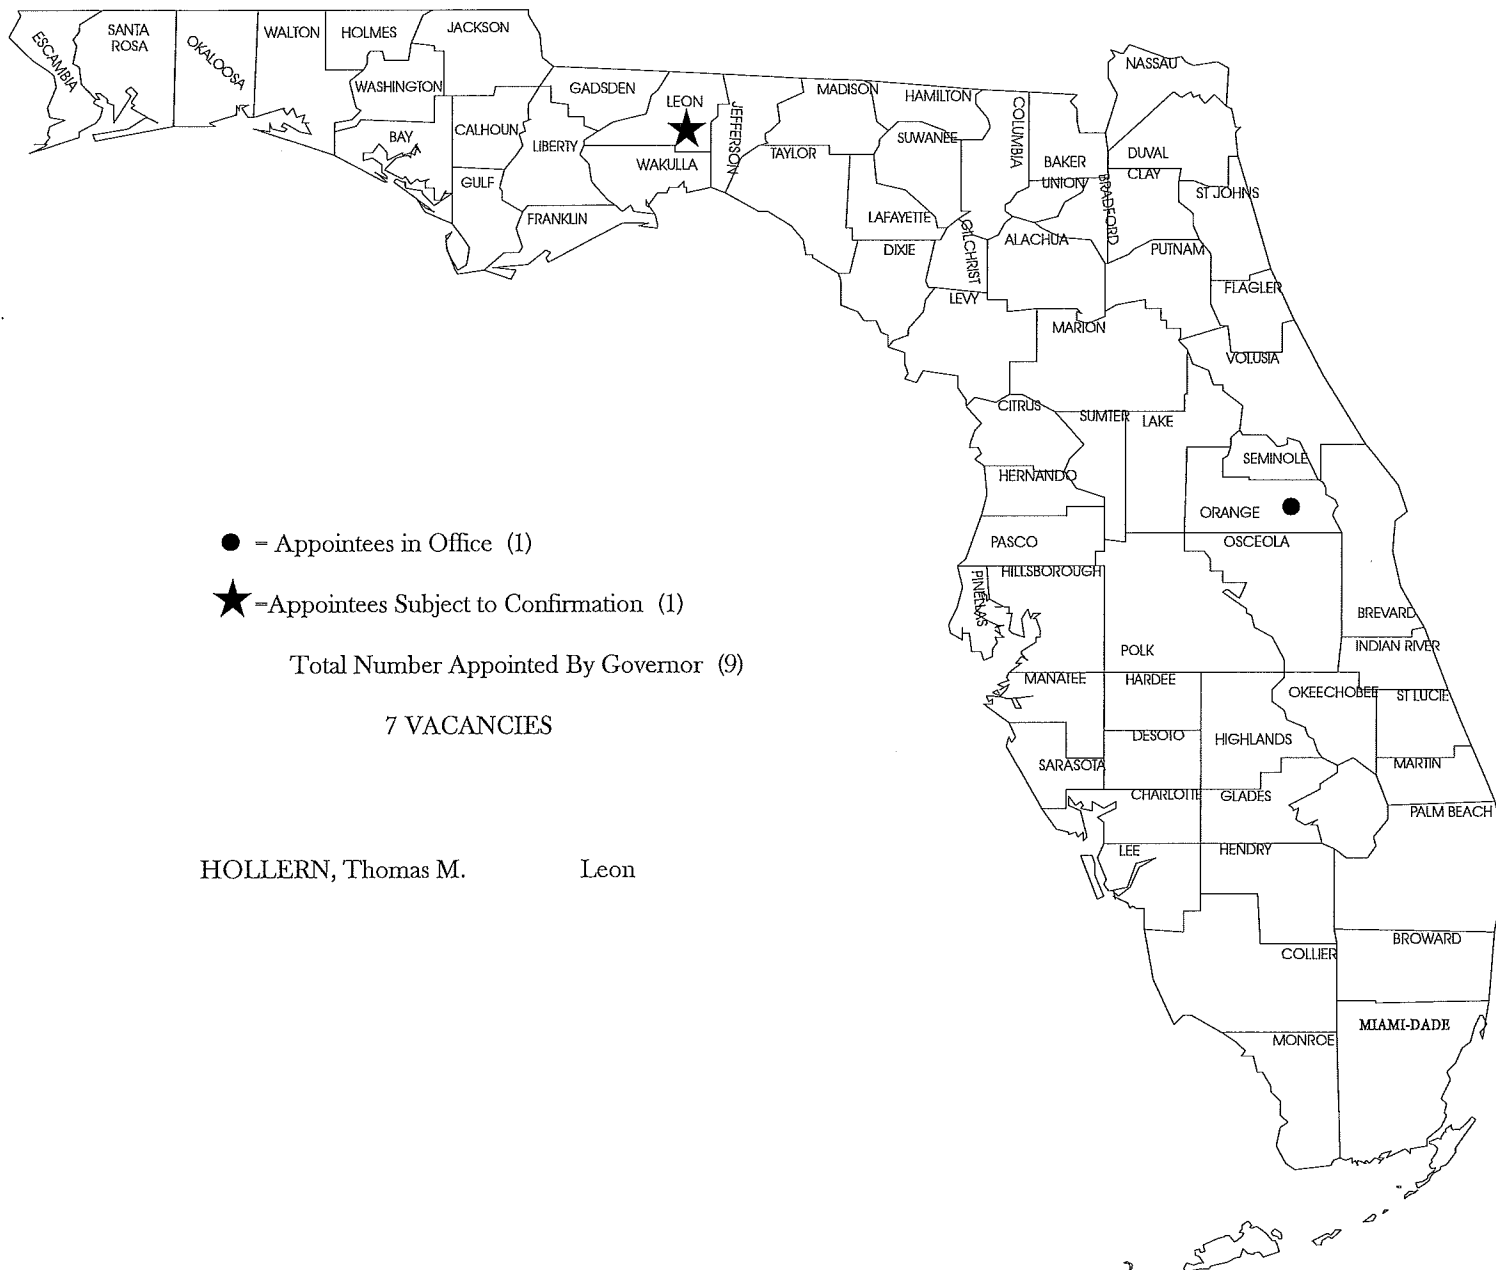 ESCAMBIA
SANTA
ROSA
OKALOOSA
WALTON
HOLMES
JACKSON
WASHINGTON
BAY
CALHOUN
GULF
GADSDEN
LIBERTY
FRANKLIN
LEON
WAKULLA
JEFFERSON
MADISON
TAYLOR
HAMILTON
SUWANEE
LAFAYETTE
DIXIE
COLUMBIA
GILCHRIST
LEVY
BAKER
UNION
BRADFORD
ALACHUA
NASSAU
DUVAL
CLAY
ST JOHNS
PUTNAM
FLAGLER
MARION
VOLUSIA
CITRUS
SUMTER
LAKE
SEMINOLE
HERNANDO
ORANGE
PASCO
OSCEOLA
HILLSBOROUGH
PINELLAS
BREVARD
INDIAN RIVER
POLK
MANATEE
HARDEE
OKEECHOBEE
ST LUCIE
DESOTO
HIGHLANDS
SARASOTA
MARTIN
CHARLOTTE
GLADES
PALM BEACH
LEE
HENDRY
BROWARD
COLLIER
MIAMI-DADE
MONROE
= Appointees in Office (1)
=Appointees Subject to Confirmation (1)
Total Number Appointed By Governor (9)
7 VACANCIES
HOLLERN, Thomas M. Leon